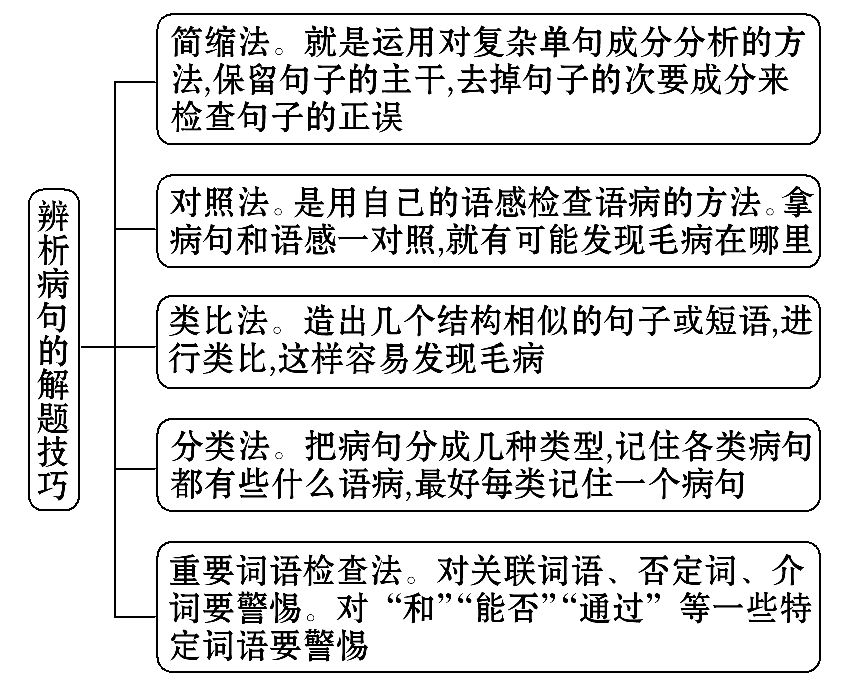 辨析病句的解题技巧
简缩法。就是运用对复杂单句成分分析的方
法,保留句子的主干,去掉句子的次要成分来
检查句子的正误
对照法。是用自己的语感检查语病的方法。拿
病句和语感一对照,就有可能发现毛病在哪里
类比法。造出几个结构相似的句子或短语,进
行类比,这样容易发现毛病
分类法。把病句分成几种类型,记住各类病句
都有些什么语病,最好每类记住一个病句
重要词语检查法。对关联词语、否定词、介
词要警惕。对“和”“能否”“通过”等一些特
定词语要警惕